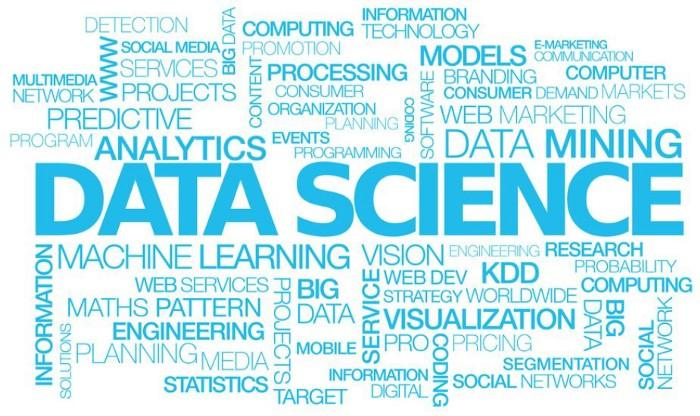 DETECTION
WWW
SOCIAL MEDIA
BIG DATA
SERVICES
MULTIMEDIA
NETWORK
PROJECTS
PREDICTIVE
PROGRAM
ANALYTICS
COMPUTING
PROMOTION
INFORMATION
TECHNOLOGY
CONTENT
PROCESSING
CONSUMER
ORGANIZATION
PLANNING
EVENTS
PROGRAMMING
CODING
SOFTWARE
MODELS
E-MARKETING
COMMUNICATION
BRANDING
COMPUTER
CONSUMER DEMAND MARKETS
WEB MARKETING
DATA MINING
DATA SCIENCE
INFORMATION
MACHINE LEARNING
VISION
ENGINEERING
RESEARCH
PROBABILITY
WEB SERVICES
PROJECTS
BIG
DATA
SERVICE
WEB DEV
KDD
COMPUTING
MATHS PATTERN
STRATEGY WORLDWIDE
BIG
DATA
SOCIAL
NETWORK
ENGINEERING
VISUALIZATION
SOLUTIONS
PLANNING
MEDIA
MOBILE
PRO
CODING
PRICING
STATISTICS
TARGET
INFORMATION
DIGITAL
SEGMENTATION
SOCIAL NETWORKS